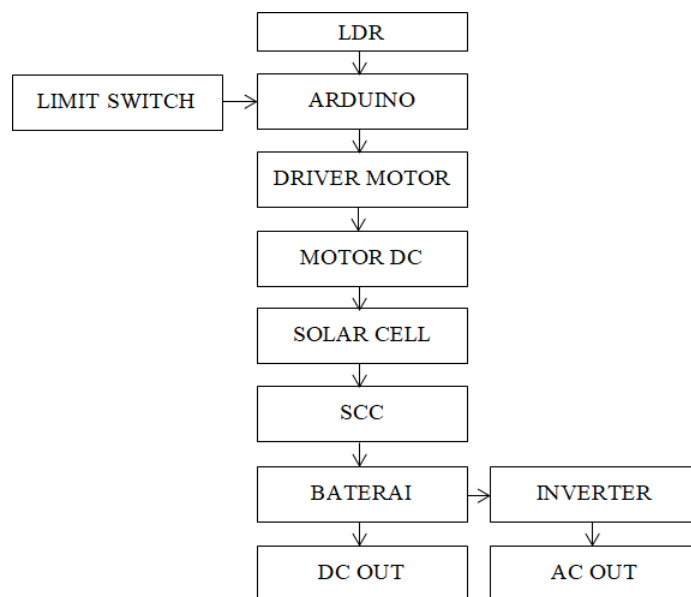 LDR
LIMIT SWITCH
ARDUINO
DRIVER MOTOR
MOTOR DC
SOLAR CELL
SCC
BATERAI
INVERTER
DC OUT
AC OUT